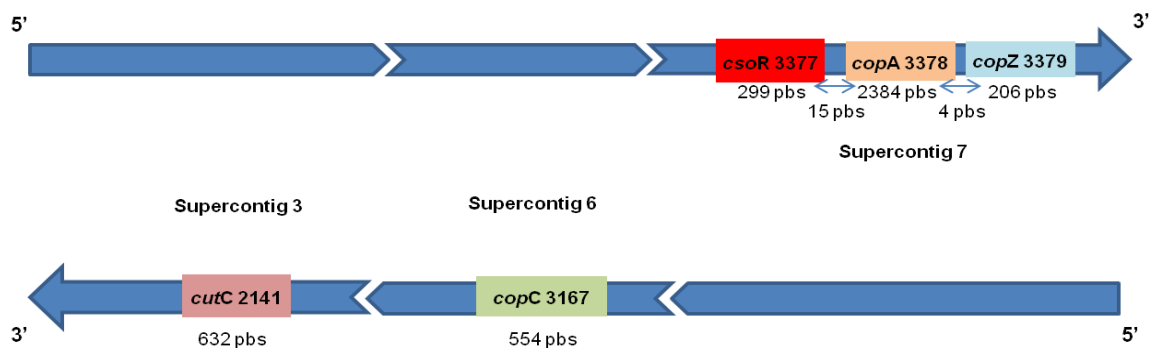 5’
3’
csoR 3377 copA 3378 copZ 3379
299 pbs 2384 pbs 206 pbs
15 pbs 4 pbs
Supercontig 7
Supercontig 3 Supercontig 6
cutC 2141 copC 3167
3’ 5’
632 pbs 554 pbs